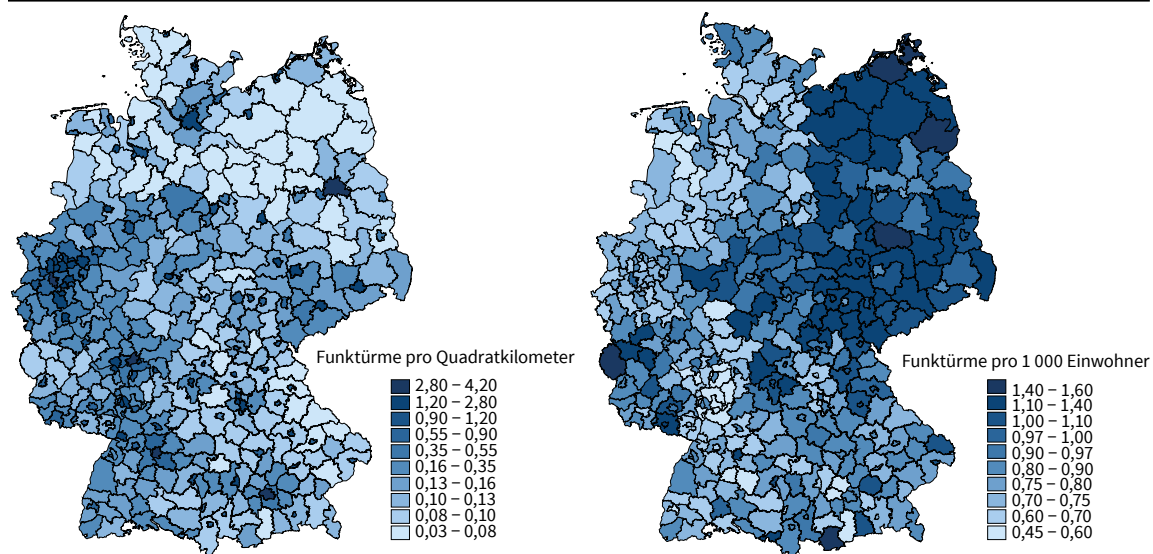 Funktürme pro Quadratkilometer
2,80 – 4,20
1,20 – 2,80
0,90 – 1,20
0,55 – 0,90
0,35 – 0,55
0,16 – 0,35
0,13 – 0,16
0,10 – 0,13
0,08 – 0,10
0,03 – 0,08
Funktürme pro 1 000 Einwohner
1,40 – 1,60
1,10 – 1,40
1,00 – 1,10
0,97 – 1,00
0,90 – 0,97
0,80 – 0,90
0,75 – 0,80
0,70 – 0,75
0,60 – 0,70
0,45 – 0,60